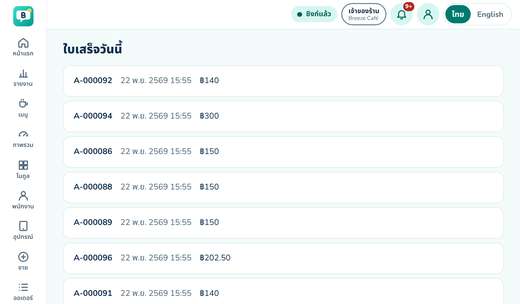 B
ซิงก์แล้ว
เจ้าของร้าน
Breeze Café
9+
ไทย
English
หน้าแรก
รายงาน
เมนู
ภาพรวม
โมดูล
พนักงาน
อุปกรณ์
ขาย
ออเดอร์
ใบเสร็จวันนี้
A-000092 22 พ.ย. 2569 15:55 ฿140
A-000094 22 พ.ย. 2569 15:55 ฿300
A-000086 22 พ.ย. 2569 15:55 ฿150
A-000088 22 พ.ย. 2569 15:55 ฿150
A-000089 22 พ.ย. 2569 15:55 ฿150
A-000096 22 พ.ย. 2569 15:55 ฿202.50
A-000091 22 พ.ย. 2569 15:55 ฿140